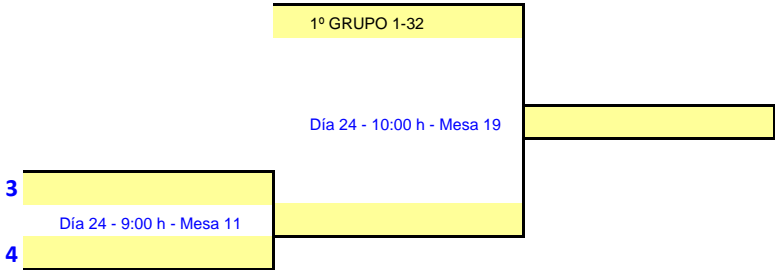 1º GRUPO 1-32
Día 24 - 10:00 h - Mesa 19
3
Día 24 - 9:00 h - Mesa 11
4